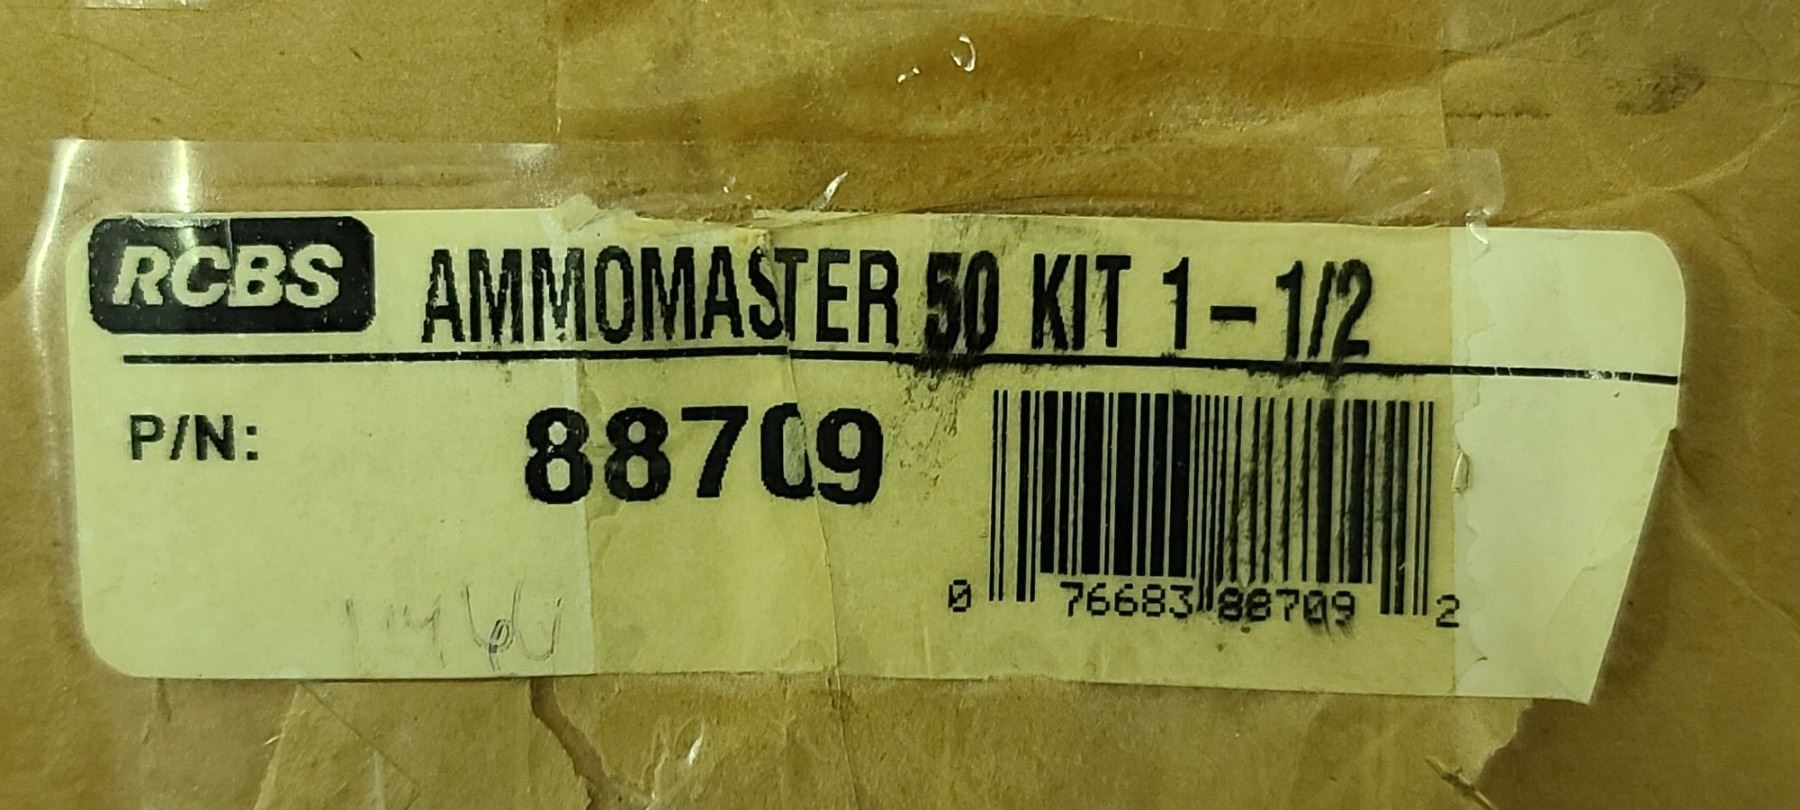 RCBS AMMOMASTER 50 KIT 1-1/2
P/N: 88709
0 76683 88709 2